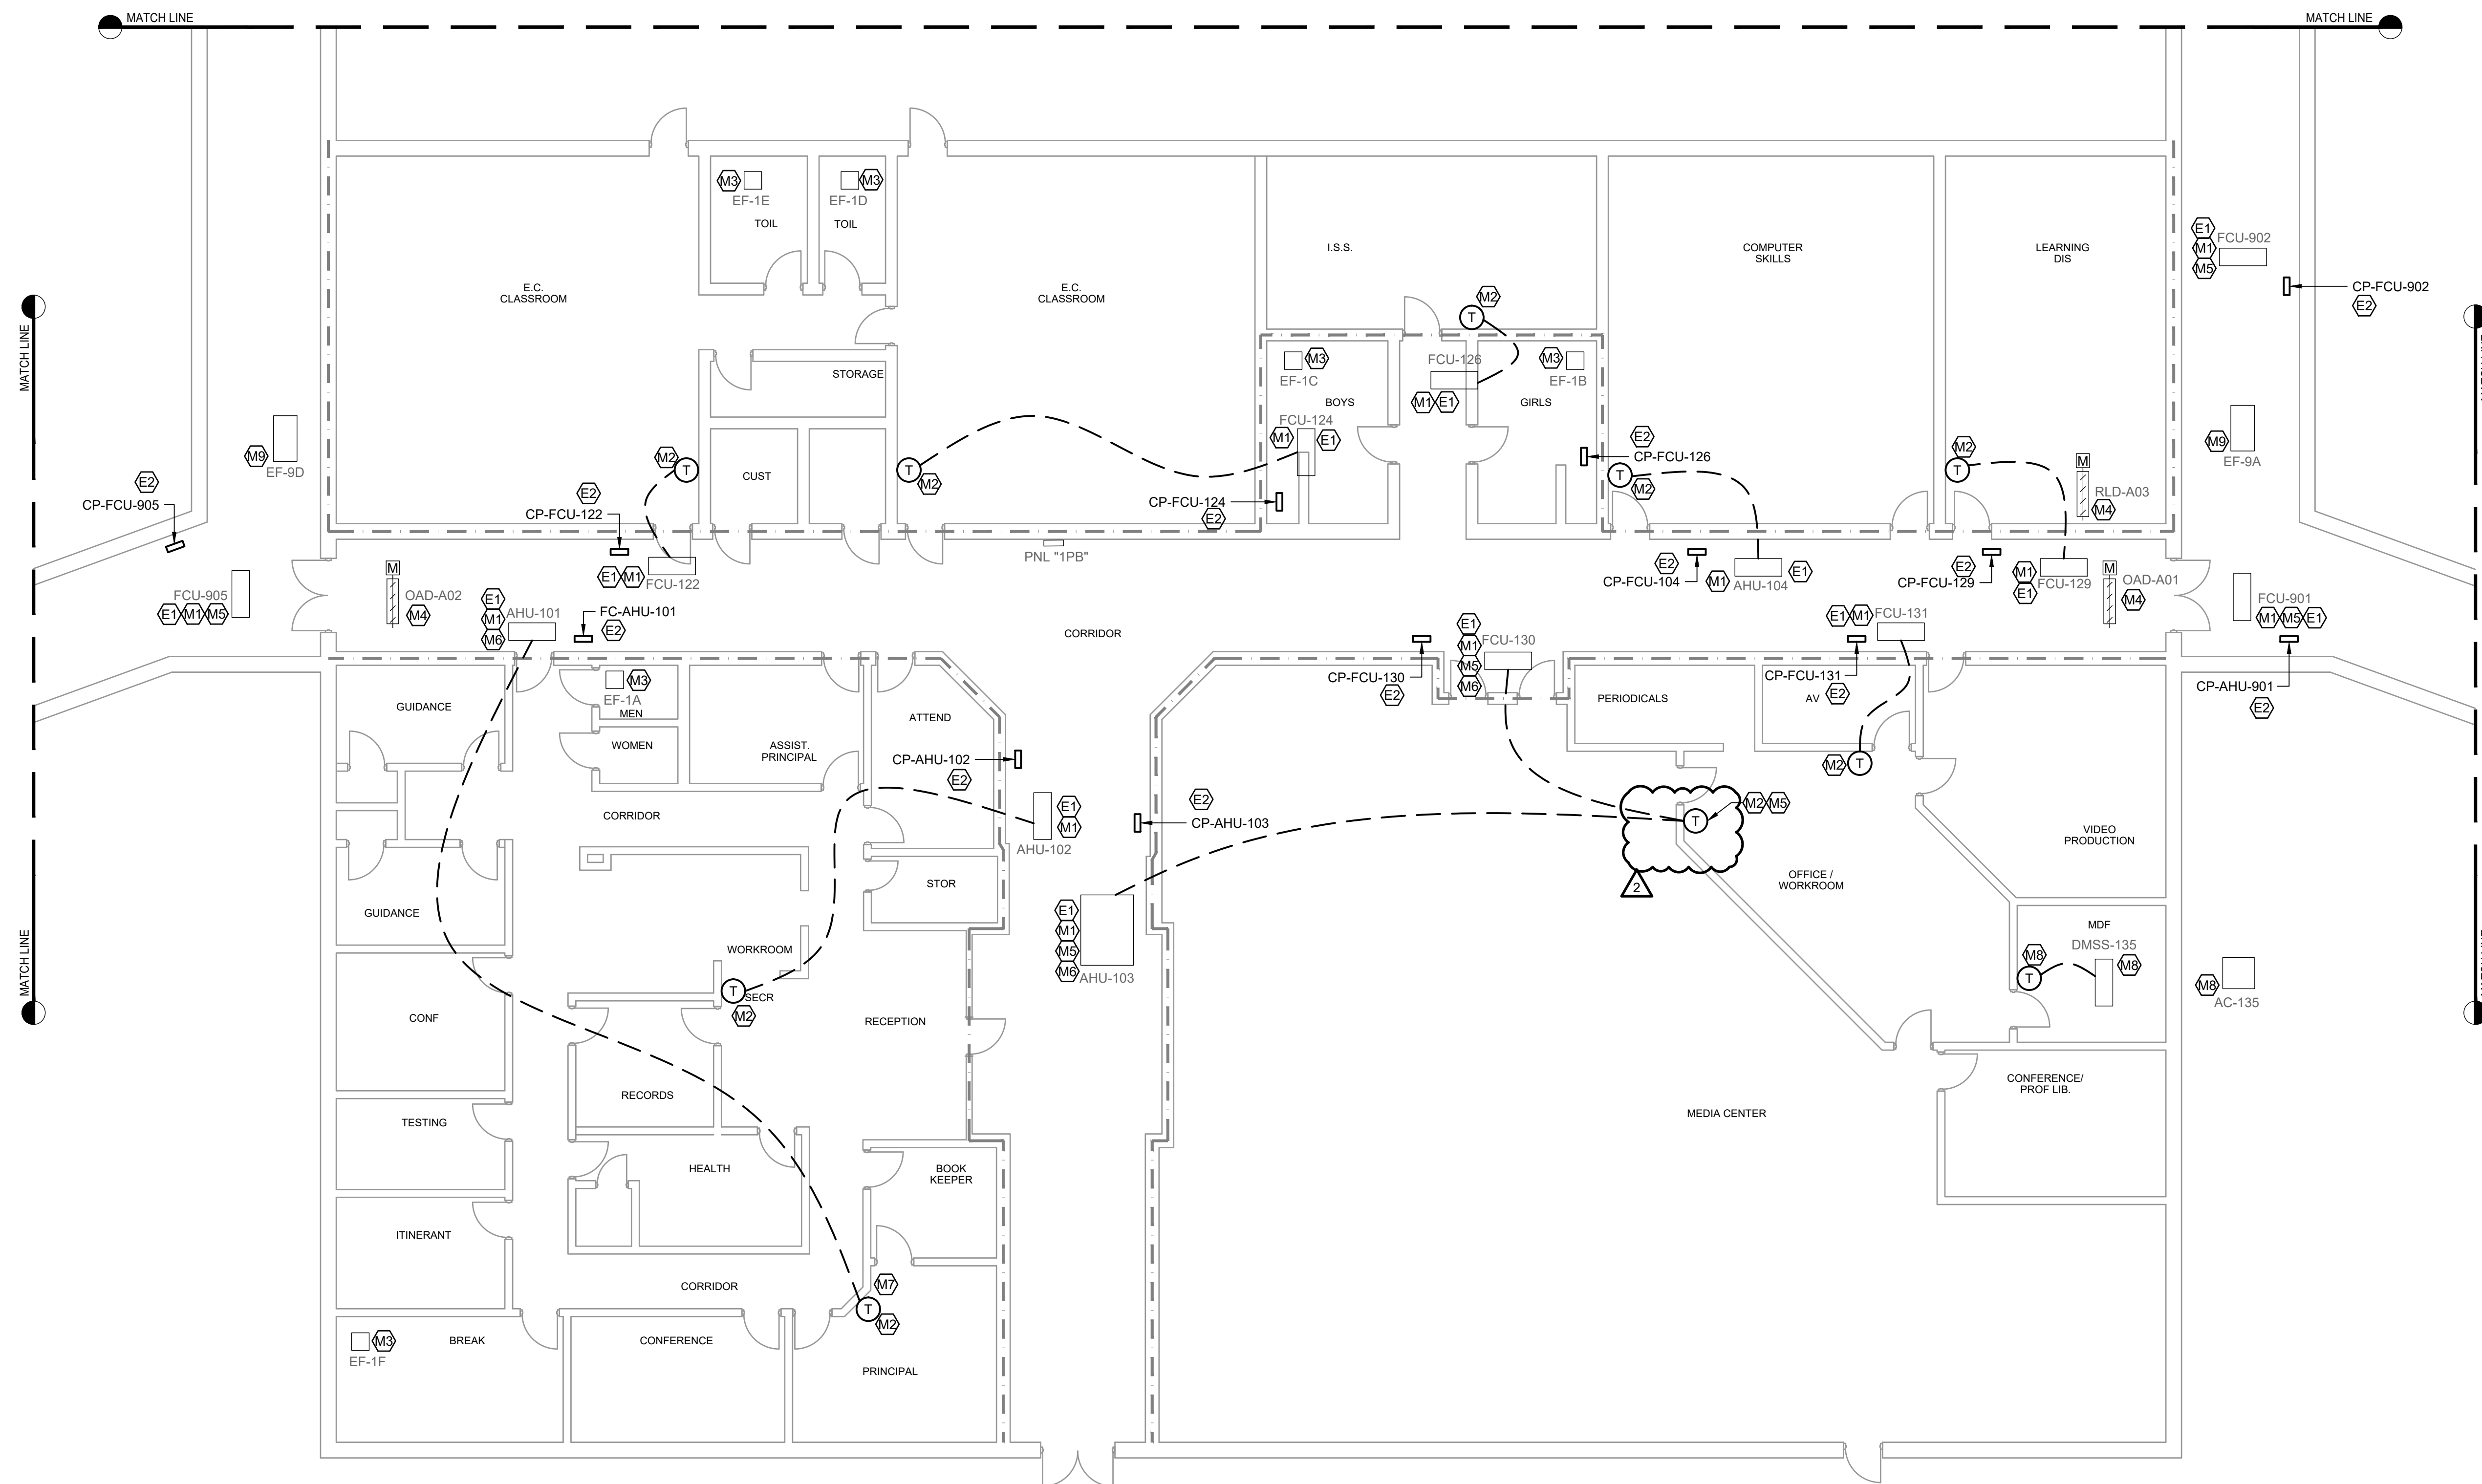 MATCH LINE
MATCH LINE
M3
EF-1E
TOIL
M3
EF-1D
TOIL
E.C.
CLASSROOM
E.C.
CLASSROOM
I.S.S.
COMPUTER
SKILLS
LEARNING
DIS
E1
M1
M5
FCU-902
CP-FCU-902
E2
MATCH LINE
M2
T
STORAGE
M3
EF-1C
BOYS
FCU-126
M1
E1
M3
EF-1B
GIRLS
M9
EF-9D
M9
EF-9A
E2
CP-FCU-905
M2
T
CUST
T
M2
FCU-124
M1
E1
CP-FCU-124
E2
CP-FCU-126
E2
T
M2
M2
T
M
RLD-A03
M4
E2
CP-FCU-122
E1
M1
FCU-122
PNL "1PB"
E2
CP-FCU-104
M1
AHU-104
E1
E2
CP-FCU-129
M1
E1
FCU-129
M
OAD-A01
M4
FCU-905
E1
M1
M5
M
OAD-A02
M4
E1
M1
M6
AHU-101
FC-AHU-101
E2
CORRIDOR
E1
M1
M5
M6
FCU-130
CP-FCU-130
E2
E1
M1
FCU-131
CP-FCU-131
E2
FCU-901
M1
M5
E1
CP-AHU-901
E2
GUIDANCE
M3
EF-1A
MEN
WOMEN
ASSIST.
PRINCIPAL
ATTEND
PERIODICALS
AV
M2
T
CP-AHU-102
E2
E1
M1
AHU-102
E2
CP-AHU-103
T
M2
M5
2
CORRIDOR
VIDEO
PRODUCTION
OFFICE /
WORKROOM
GUIDANCE
STOR
E1
M1
M5
M6
AHU-103
MATCH LINE
WORKROOM
T
SECR
M2
RECEPTION
CONF
MDF
DMSS-135
M8
T
M8
M8
AC-135
RECORDS
CONFERENCE/
PROF LIB.
TESTING
MEDIA CENTER
HEALTH
BOOK
KEEPER
ITINERANT
CORRIDOR
M7
T
M2
M3
EF-1F
BREAK
CONFERENCE
PRINCIPAL